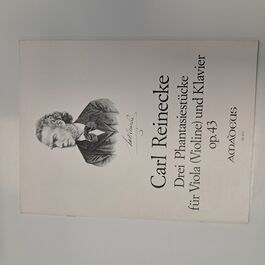 Carl Reinecke
Drei Phantasiestücke
für Viola (Violine) und Klavier
op. 43
AMADEUS